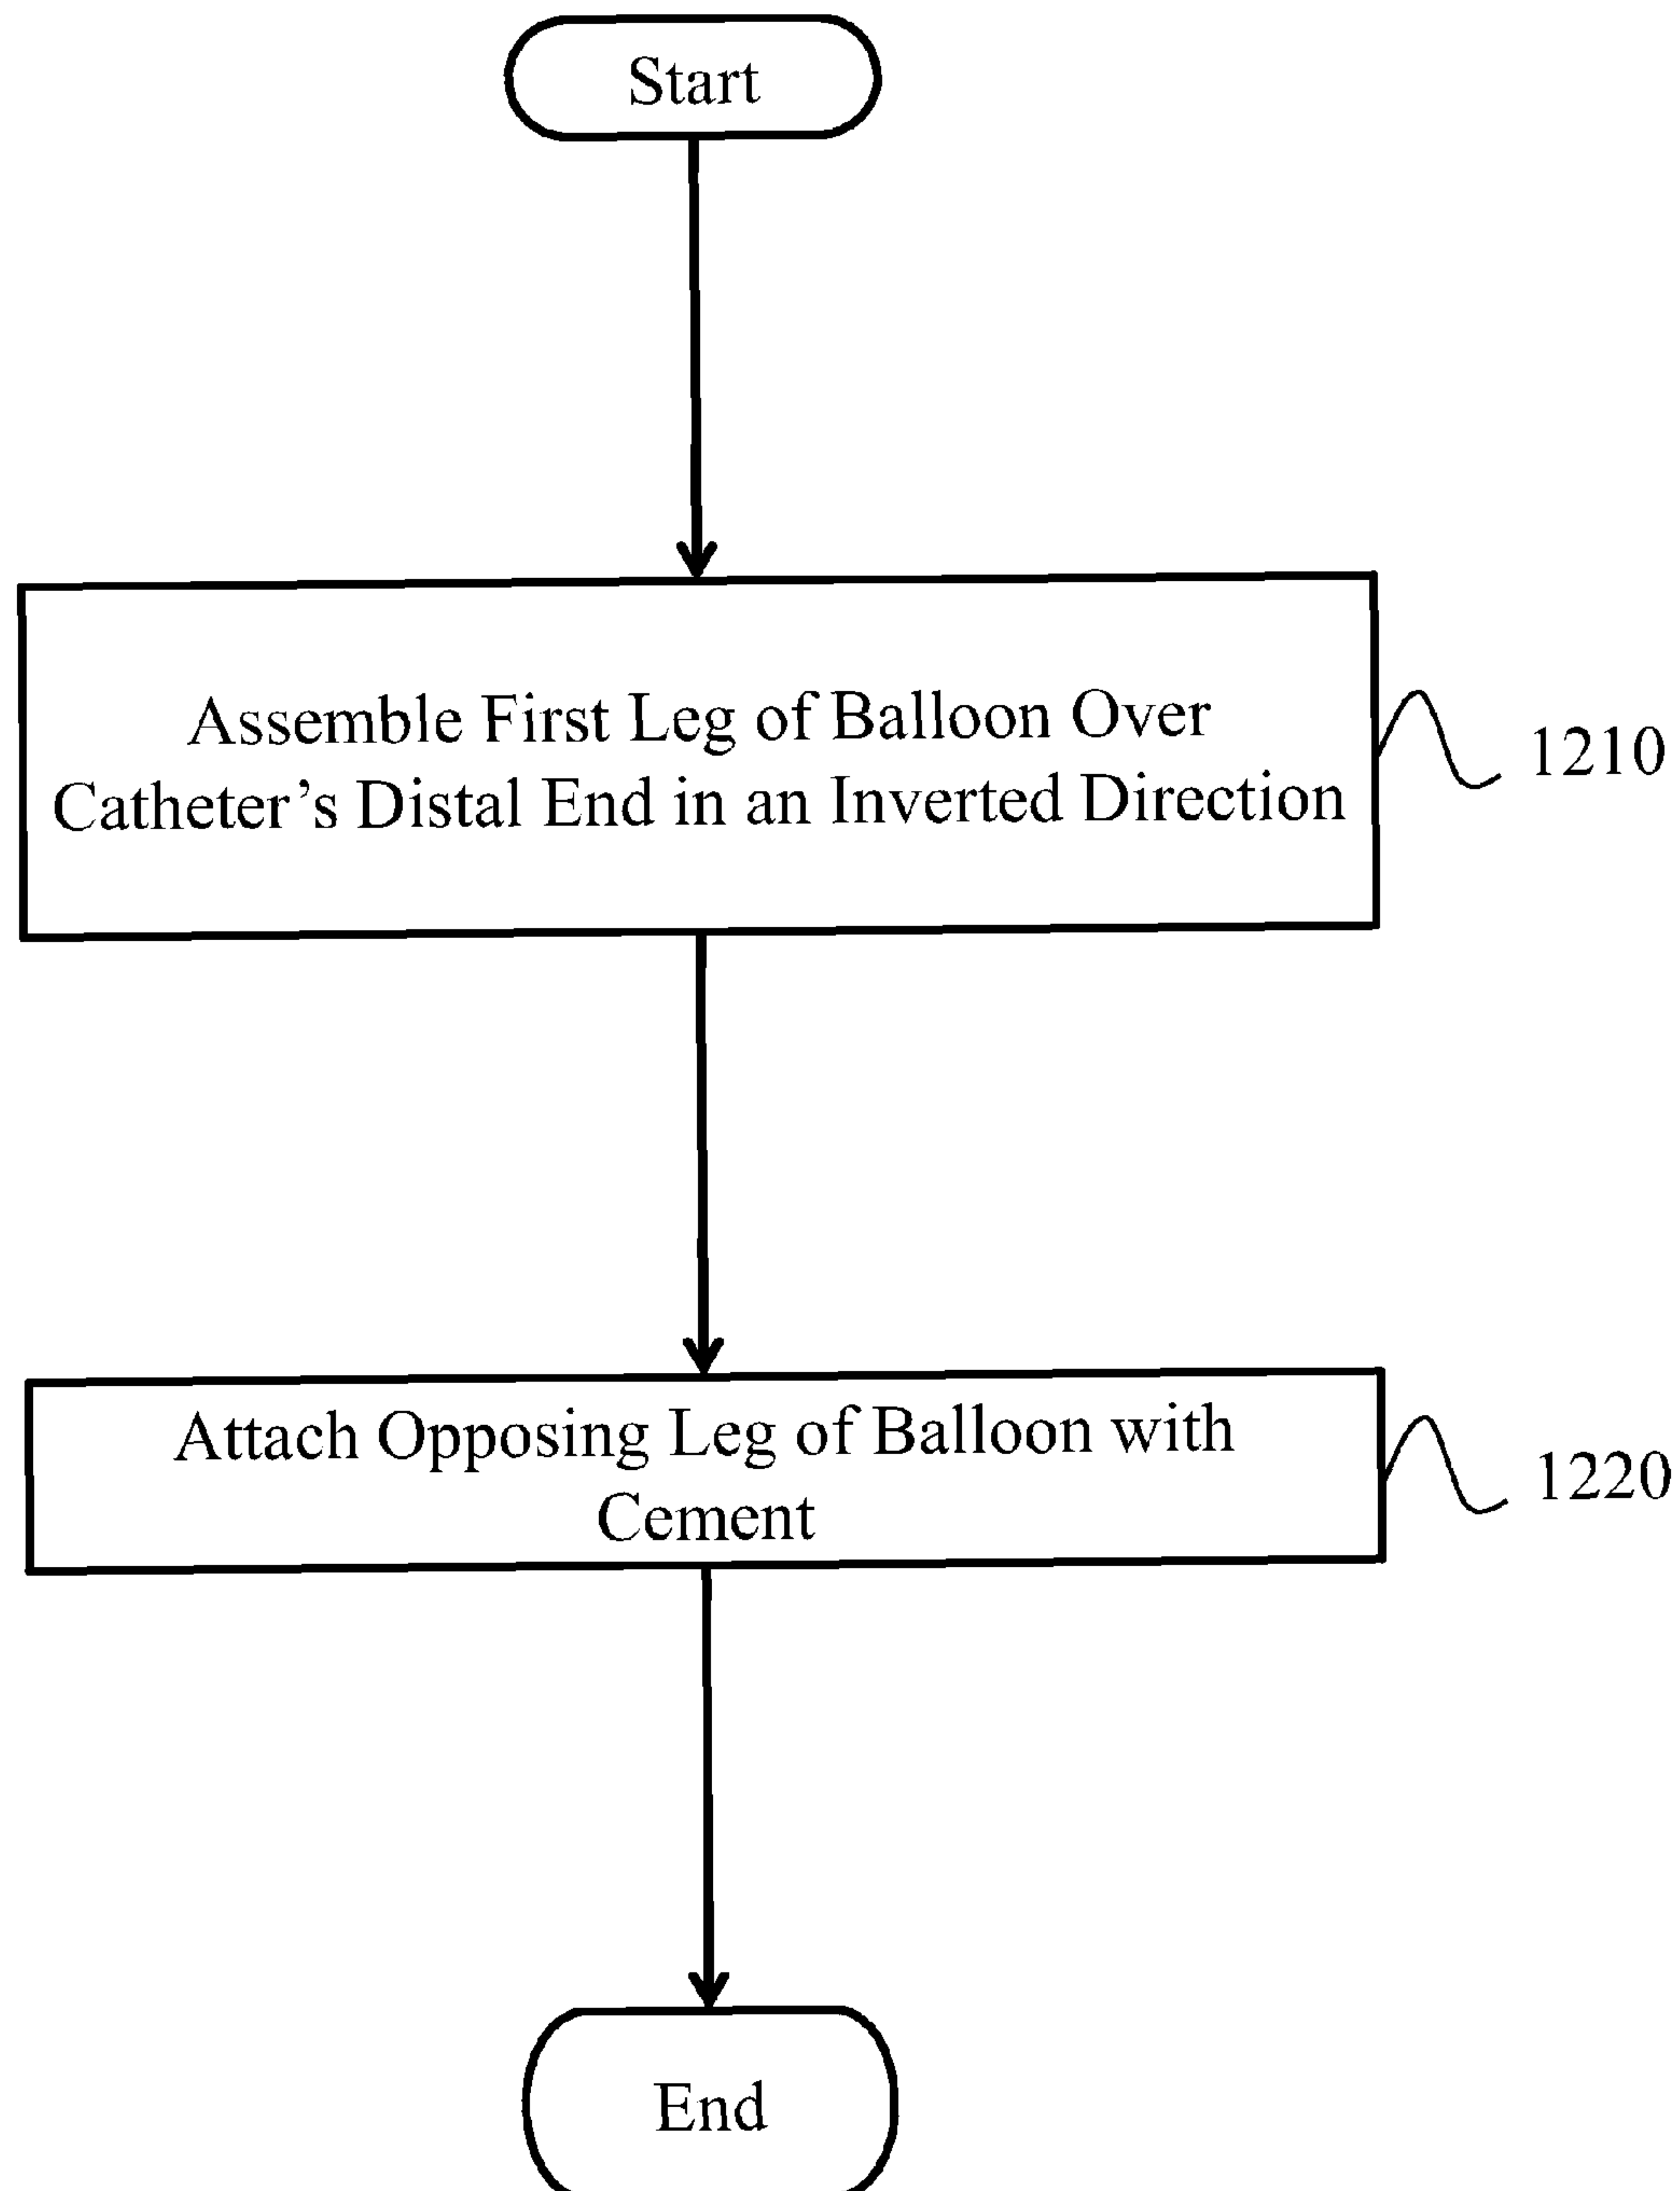 Start
Assemble First Leg of Balloon Over
Catheter’s Distal End in an Inverted Direction
1210
Attach Opposing Leg of Balloon with
Cement
1220
End